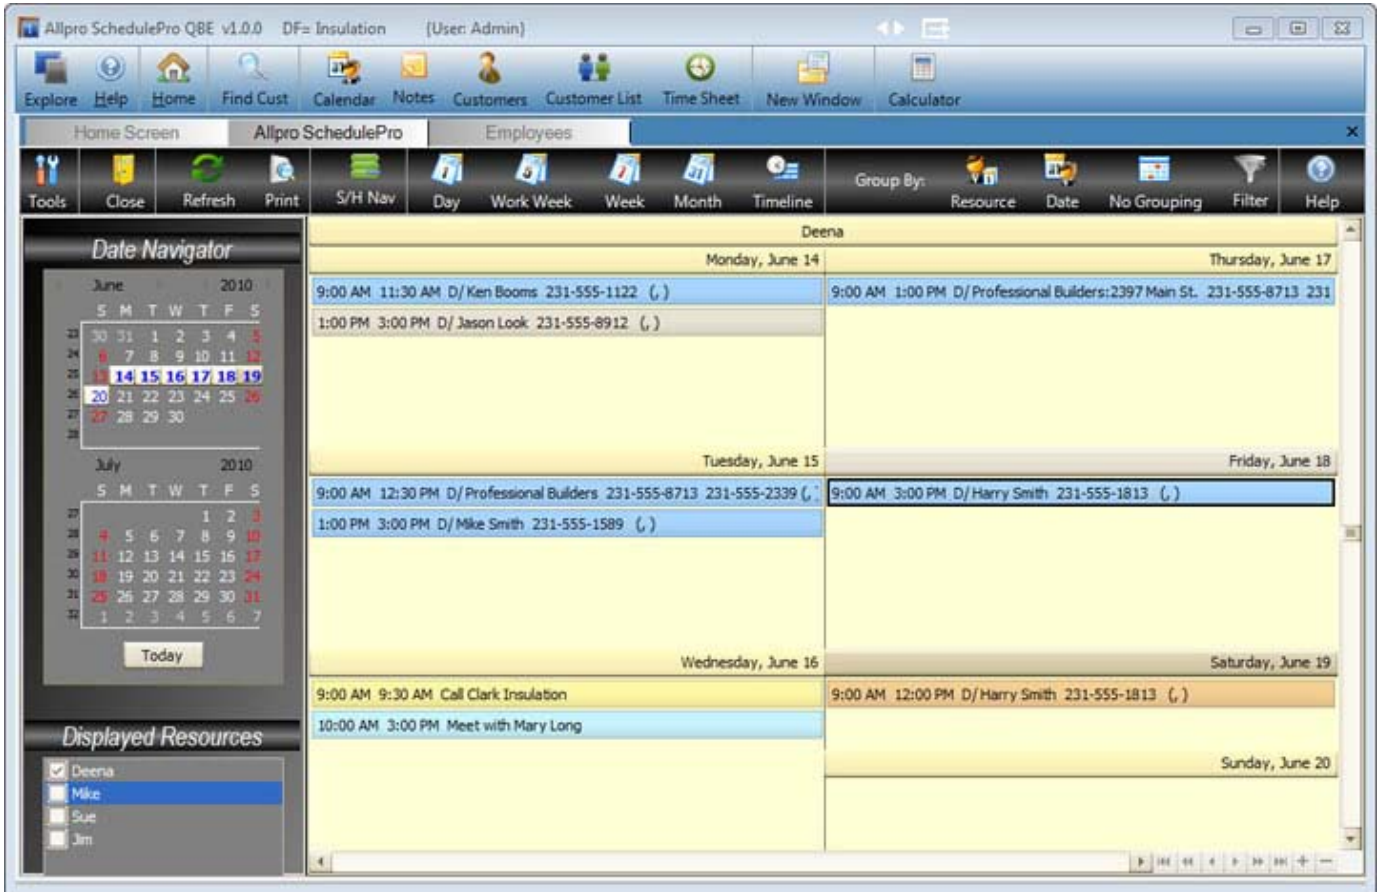 Allpro SchedulePro QBE v1.0.0 DF= Insulation (User: Admin)
Explore Help Home Find Cust Calendar Notes Customers Customer List Time Sheet New Window Calculator
Home Screen Allpro SchedulePro Employees
Tools Close Refresh Print S/H Nav Day Work Week Week Month Timeline Group By: Resource Date No Grouping Filter Help
Date Navigator
June 2010
S M T W T F S
23 30 31 1 2 3 4 5
24 6 7 8 9 10 11 12
25 13 14 15 16 17 18 19
26 20 21 22 23 24 25 26
27 27 28 29 30
28
July 2010
S M T W T F S
27 1 2 3
28 4 5 6 7 8 9 10
29 11 12 13 14 15 16 17
30 18 19 20 21 22 23 24
31 25 26 27 28 29 30 31
32 1 2 3 4 5 6 7
Today
Displayed Resources
Deena
Mike
Sue
Jim
Deena
Monday, June 14
9:00 AM 11:30 AM D/ Ken Booms 231-555-1122 (, )
1:00 PM 3:00 PM D/ Jason Look 231-555-8912 (, )
Tuesday, June 15
9:00 AM 12:30 PM D/ Professional Builders 231-555-8713 231-555-2339 (,
1:00 PM 3:00 PM D/ Mike Smith 231-555-1589 (, )
Wednesday, June 16
9:00 AM 9:30 AM Call Clark Insulation
10:00 AM 3:00 PM Meet with Mary Long
Thursday, June 17
9:00 AM 1:00 PM D/ Professional Builders:2397 Main St. 231-555-8713 231
Friday, June 18
9:00 AM 3:00 PM D/ Harry Smith 231-555-1813 (, )
Saturday, June 19
9:00 AM 12:00 PM D/ Harry Smith 231-555-1813 (, )
Sunday, June 20